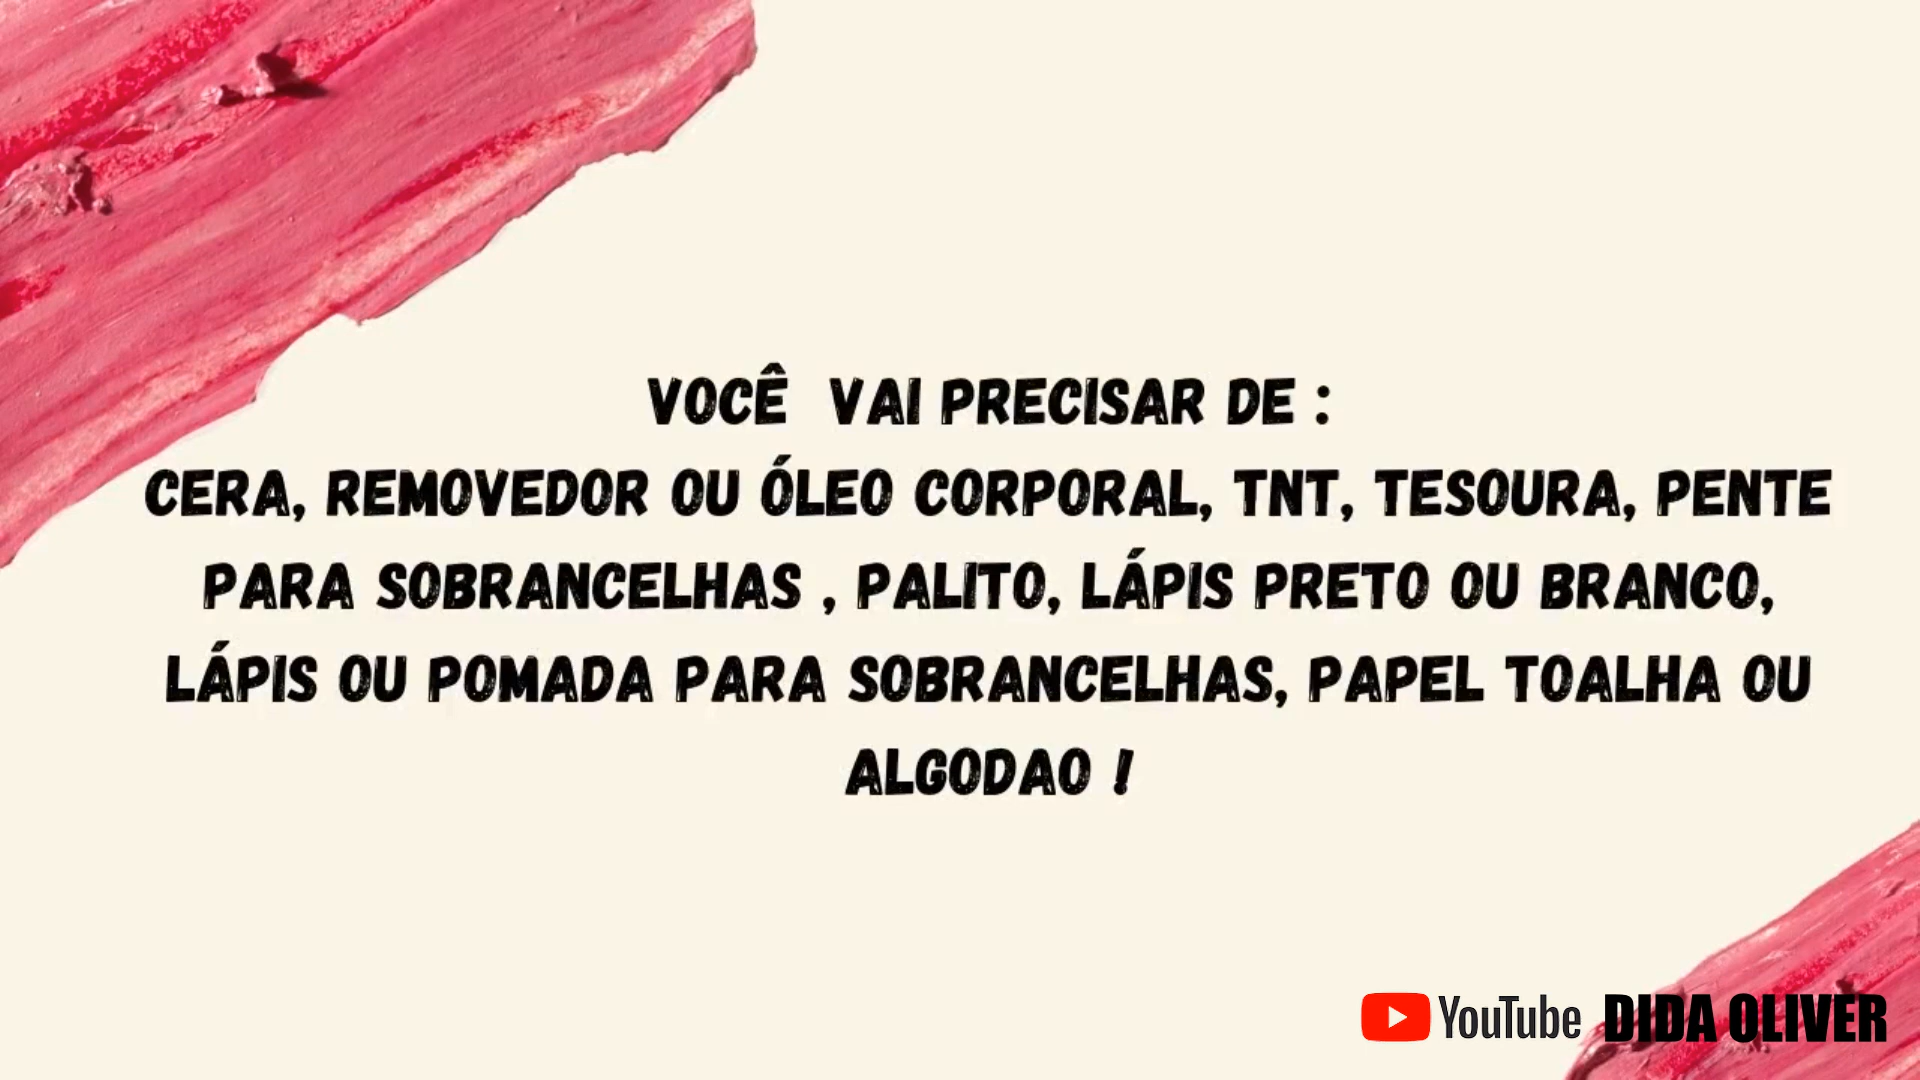 VOCÊ VAI PRECISAR DE :
CERA, REMOVEDOR OU ÓLEO CORPORAL, TNT, TESOURA, PENTE
PARA SOBRANCELHAS , PALITO, LÁPIS PRETO OU BRANCO,
LÁPIS OU POMADA PARA SOBRANCELHAS, PAPEL TOALHA OU
ALGODAO !
YouTube DIDA OLIVER